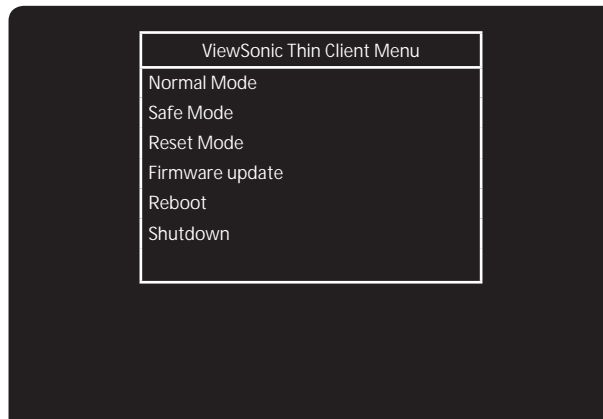 ViewSonic Thin Client Menu
Normal Mode
Safe Mode
Reset Mode
Firmware update
Reboot
Shutdown